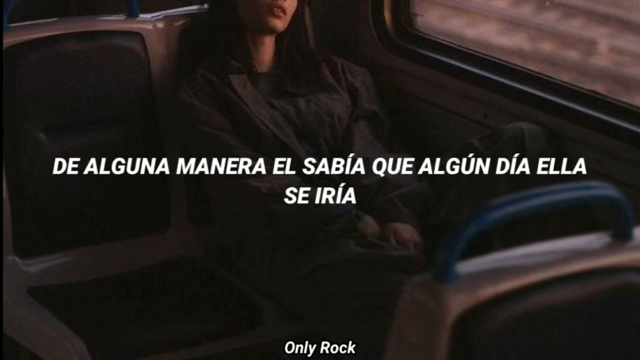 DE ALGUNA MANERA EL SABÍA QUE ALGÚN DÍA ELLA
SE IRÍA
Only Rock